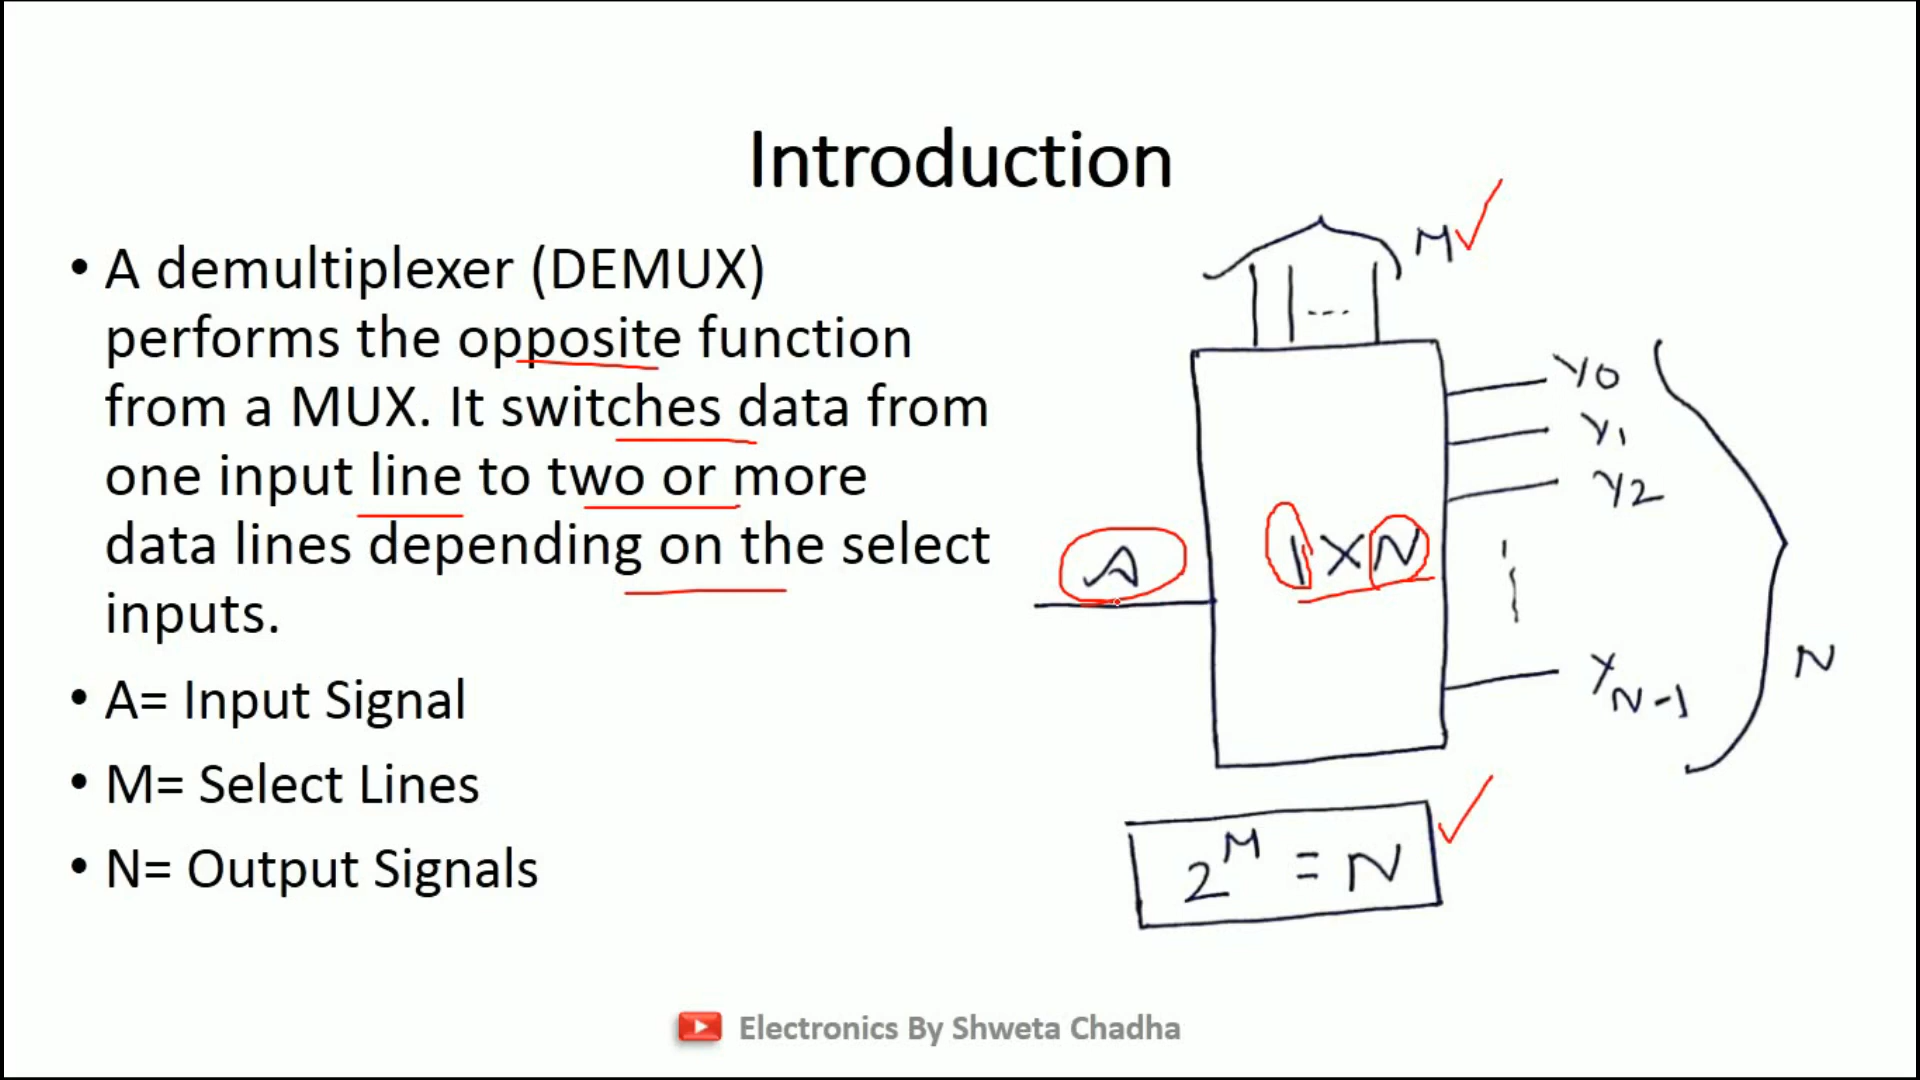 Introduction
• A demultiplexer (DEMUX)
performs the opposite function
from a MUX. It switches data from
one input line to two or more
data lines depending on the select
inputs.
• A= Input Signal
• M= Select Lines
• N= Output Signals
M
...
Y0
Y1
Y2
A
1×N
Y N-1
N
2^M = N
Electronics By Shweta Chadha